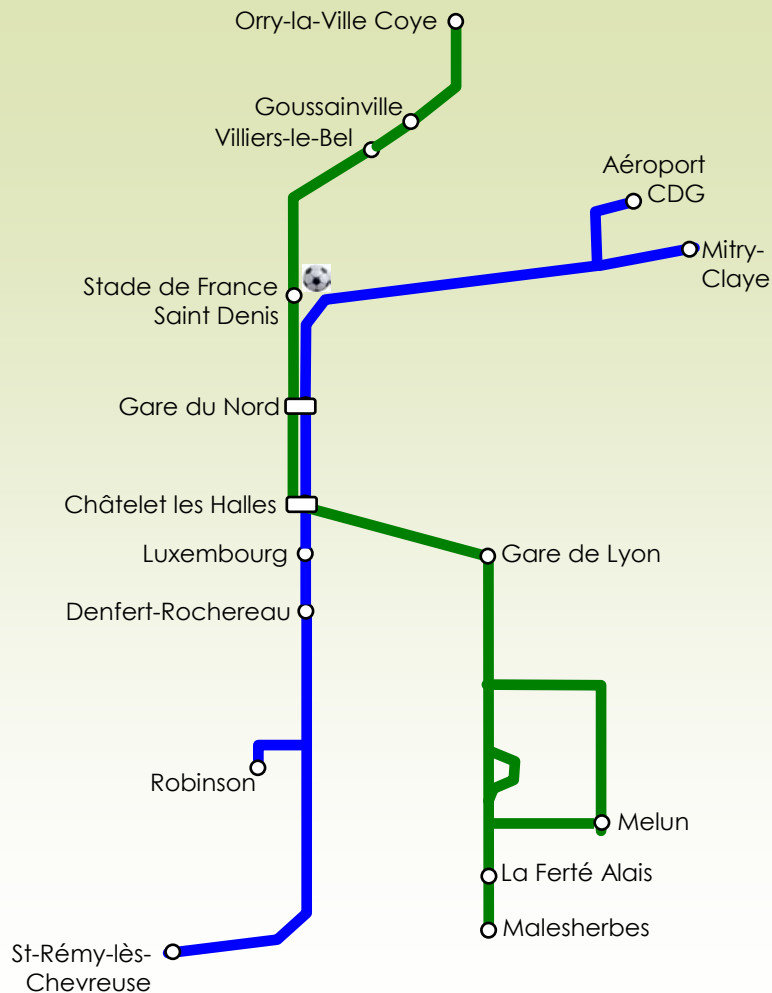 Orry-la-Ville Coye
Goussainville
Villiers-le-Bel
Aéroport
CDG
Mitry-
Claye
Stade de France
Saint Denis
Gare du Nord
Châtelet les Halles
Luxembourg
Gare de Lyon
Denfert-Rochereau
Robinson
Melun
La Ferté Alais
Malesherbes
St-Rémy-lès-
Chevreuse